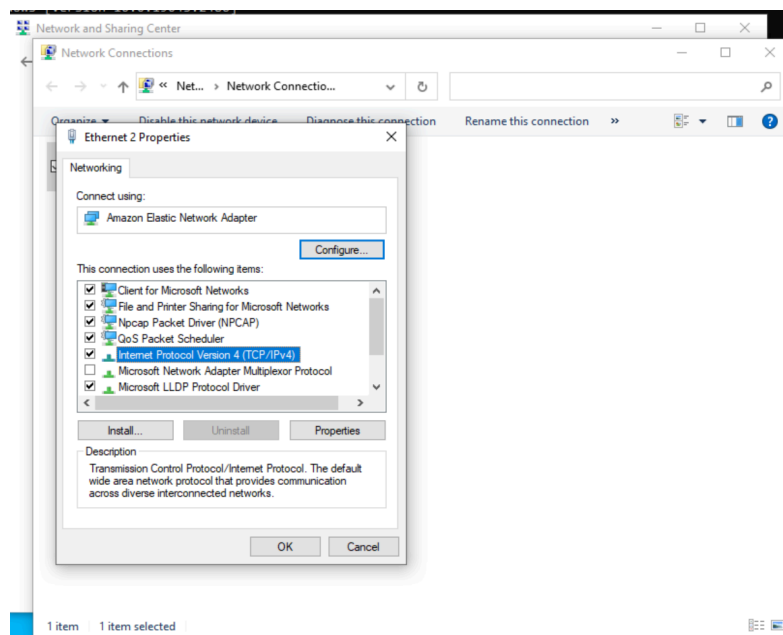 Network and Sharing Center
Network Connections
« Net... > Network Connectio...
Organize Disable this network device Diagnose this connection Rename this connection »
Ethernet 2 Properties
Networking
Connect using:
Amazon Elastic Network Adapter
Configure...
This connection uses the following items:
Client for Microsoft Networks
File and Printer Sharing for Microsoft Networks
Npcap Packet Driver (NPCAP)
QoS Packet Scheduler
Internet Protocol Version 4 (TCP/IPv4)
Microsoft Network Adapter Multiplexor Protocol
Microsoft LLDP Protocol Driver
Install... Uninstall Properties
Description
Transmission Control Protocol/Internet Protocol. The default
wide area network protocol that provides communication
across diverse interconnected networks.
OK Cancel
1 item 1 item selected